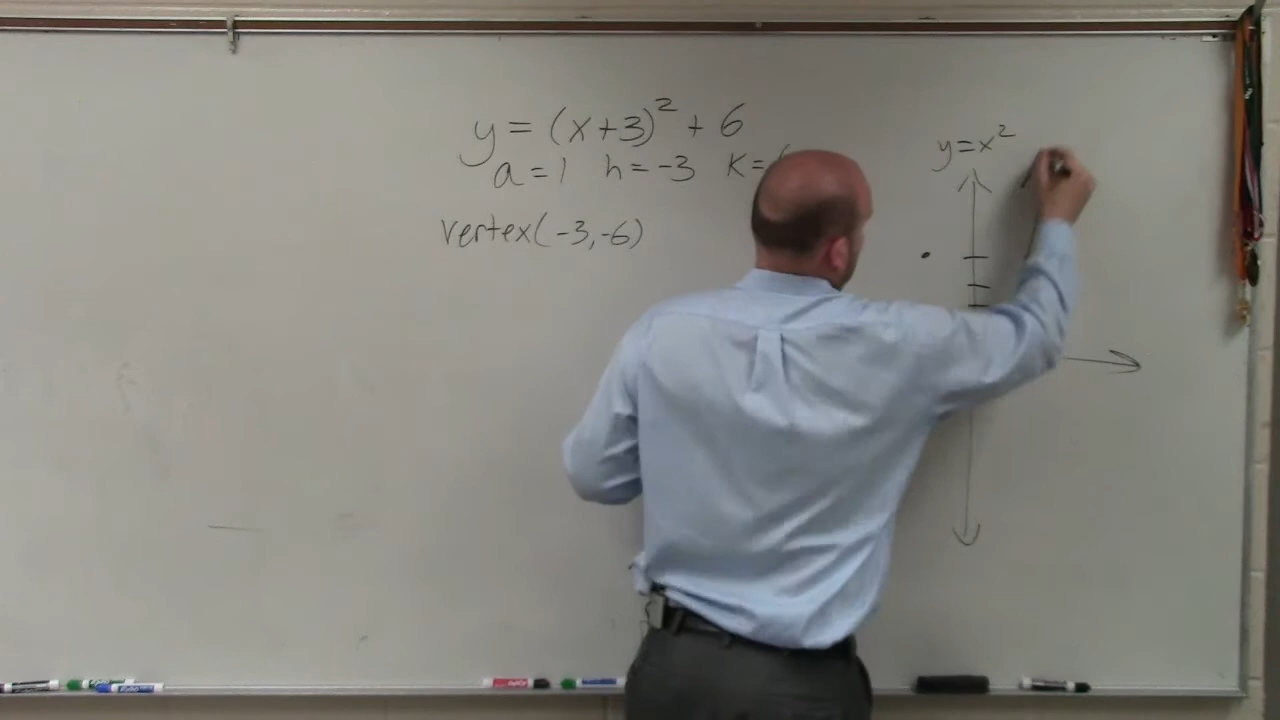 y = (x+3)² + 6
a = 1 h = -3 K =
vertex(-3,-6)
y = x²